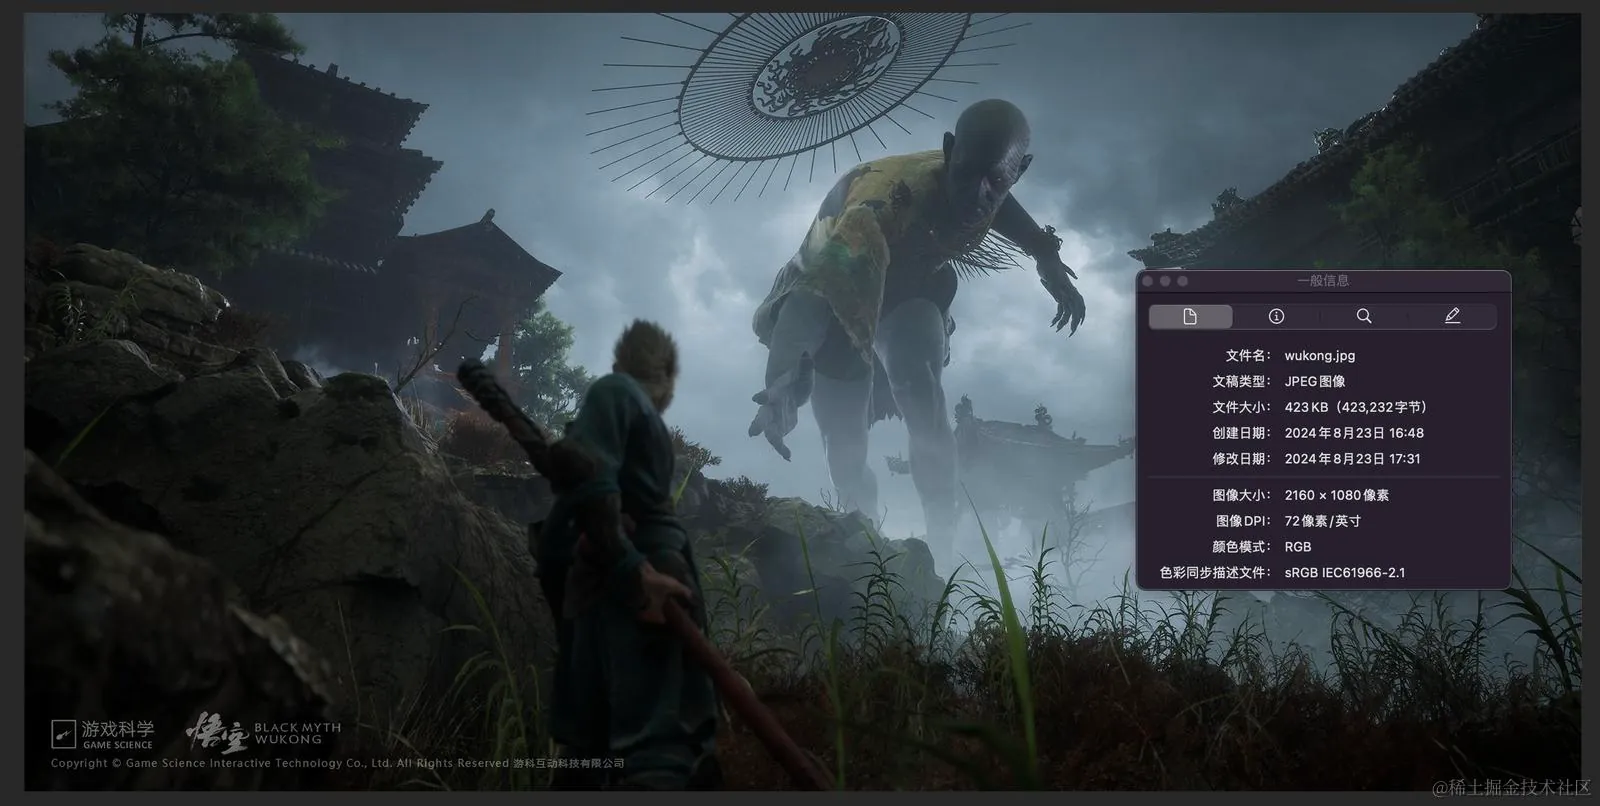 一般信息
文件名： wukong.jpg
文稿类型： JPEG图像
文件大小： 423 KB（423,232字节）
创建日期： 2024年8月23日 16:48
修改日期： 2024年8月23日 17:31
图像大小： 2160 × 1080像素
图像DPI： 72像素/英寸
颜色模式： RGB
色彩同步描述文件： sRGB IEC61966-2.1
游戏科学
GAME SCIENCE
悟空
BLACK MYTH
WUKONG
Copyright © Game Science Interactive Technology Co., Ltd. All Rights Reserved 游科互动科技有限公司
@稀土掘金技术社区